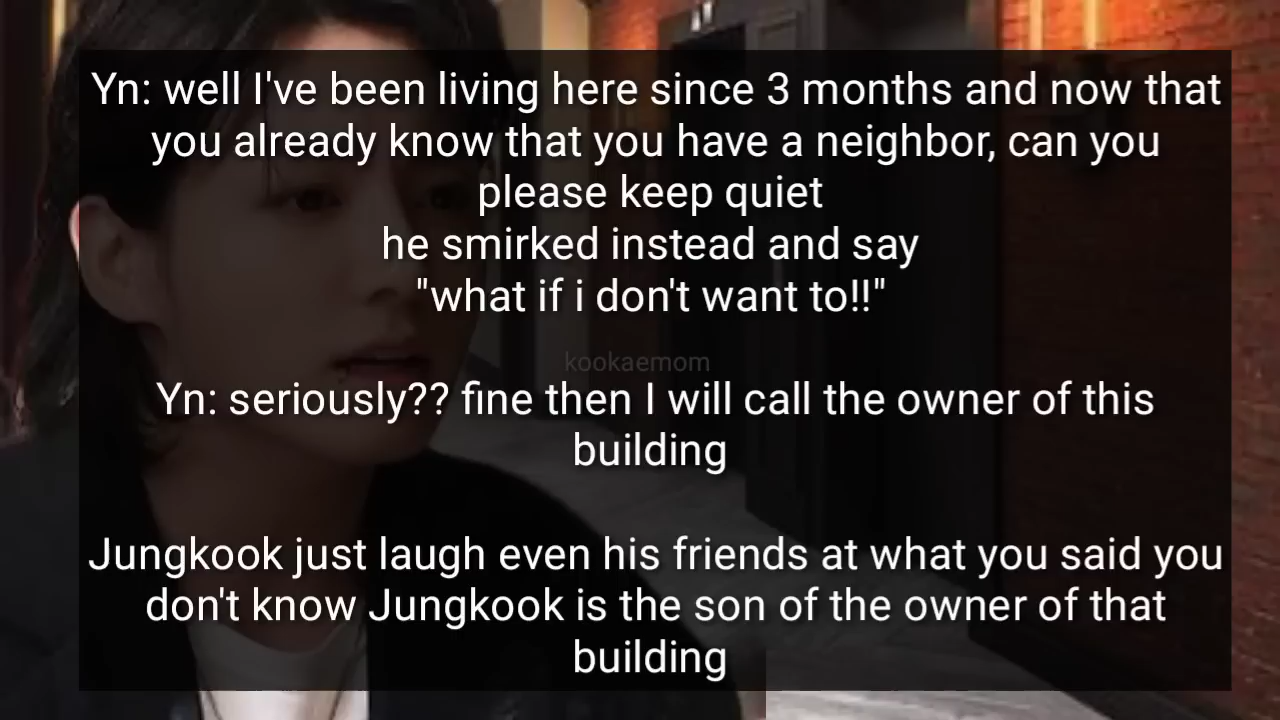 Yn: well I've been living here since 3 months and now that
you already know that you have a neighbor, can you
please keep quiet
he smirked instead and say
"what if i don't want to!!"
kookaemom
Yn: seriously?? fine then I will call the owner of this
building
Jungkook just laugh even his friends at what you said you
don't know Jungkook is the son of the owner of that
building